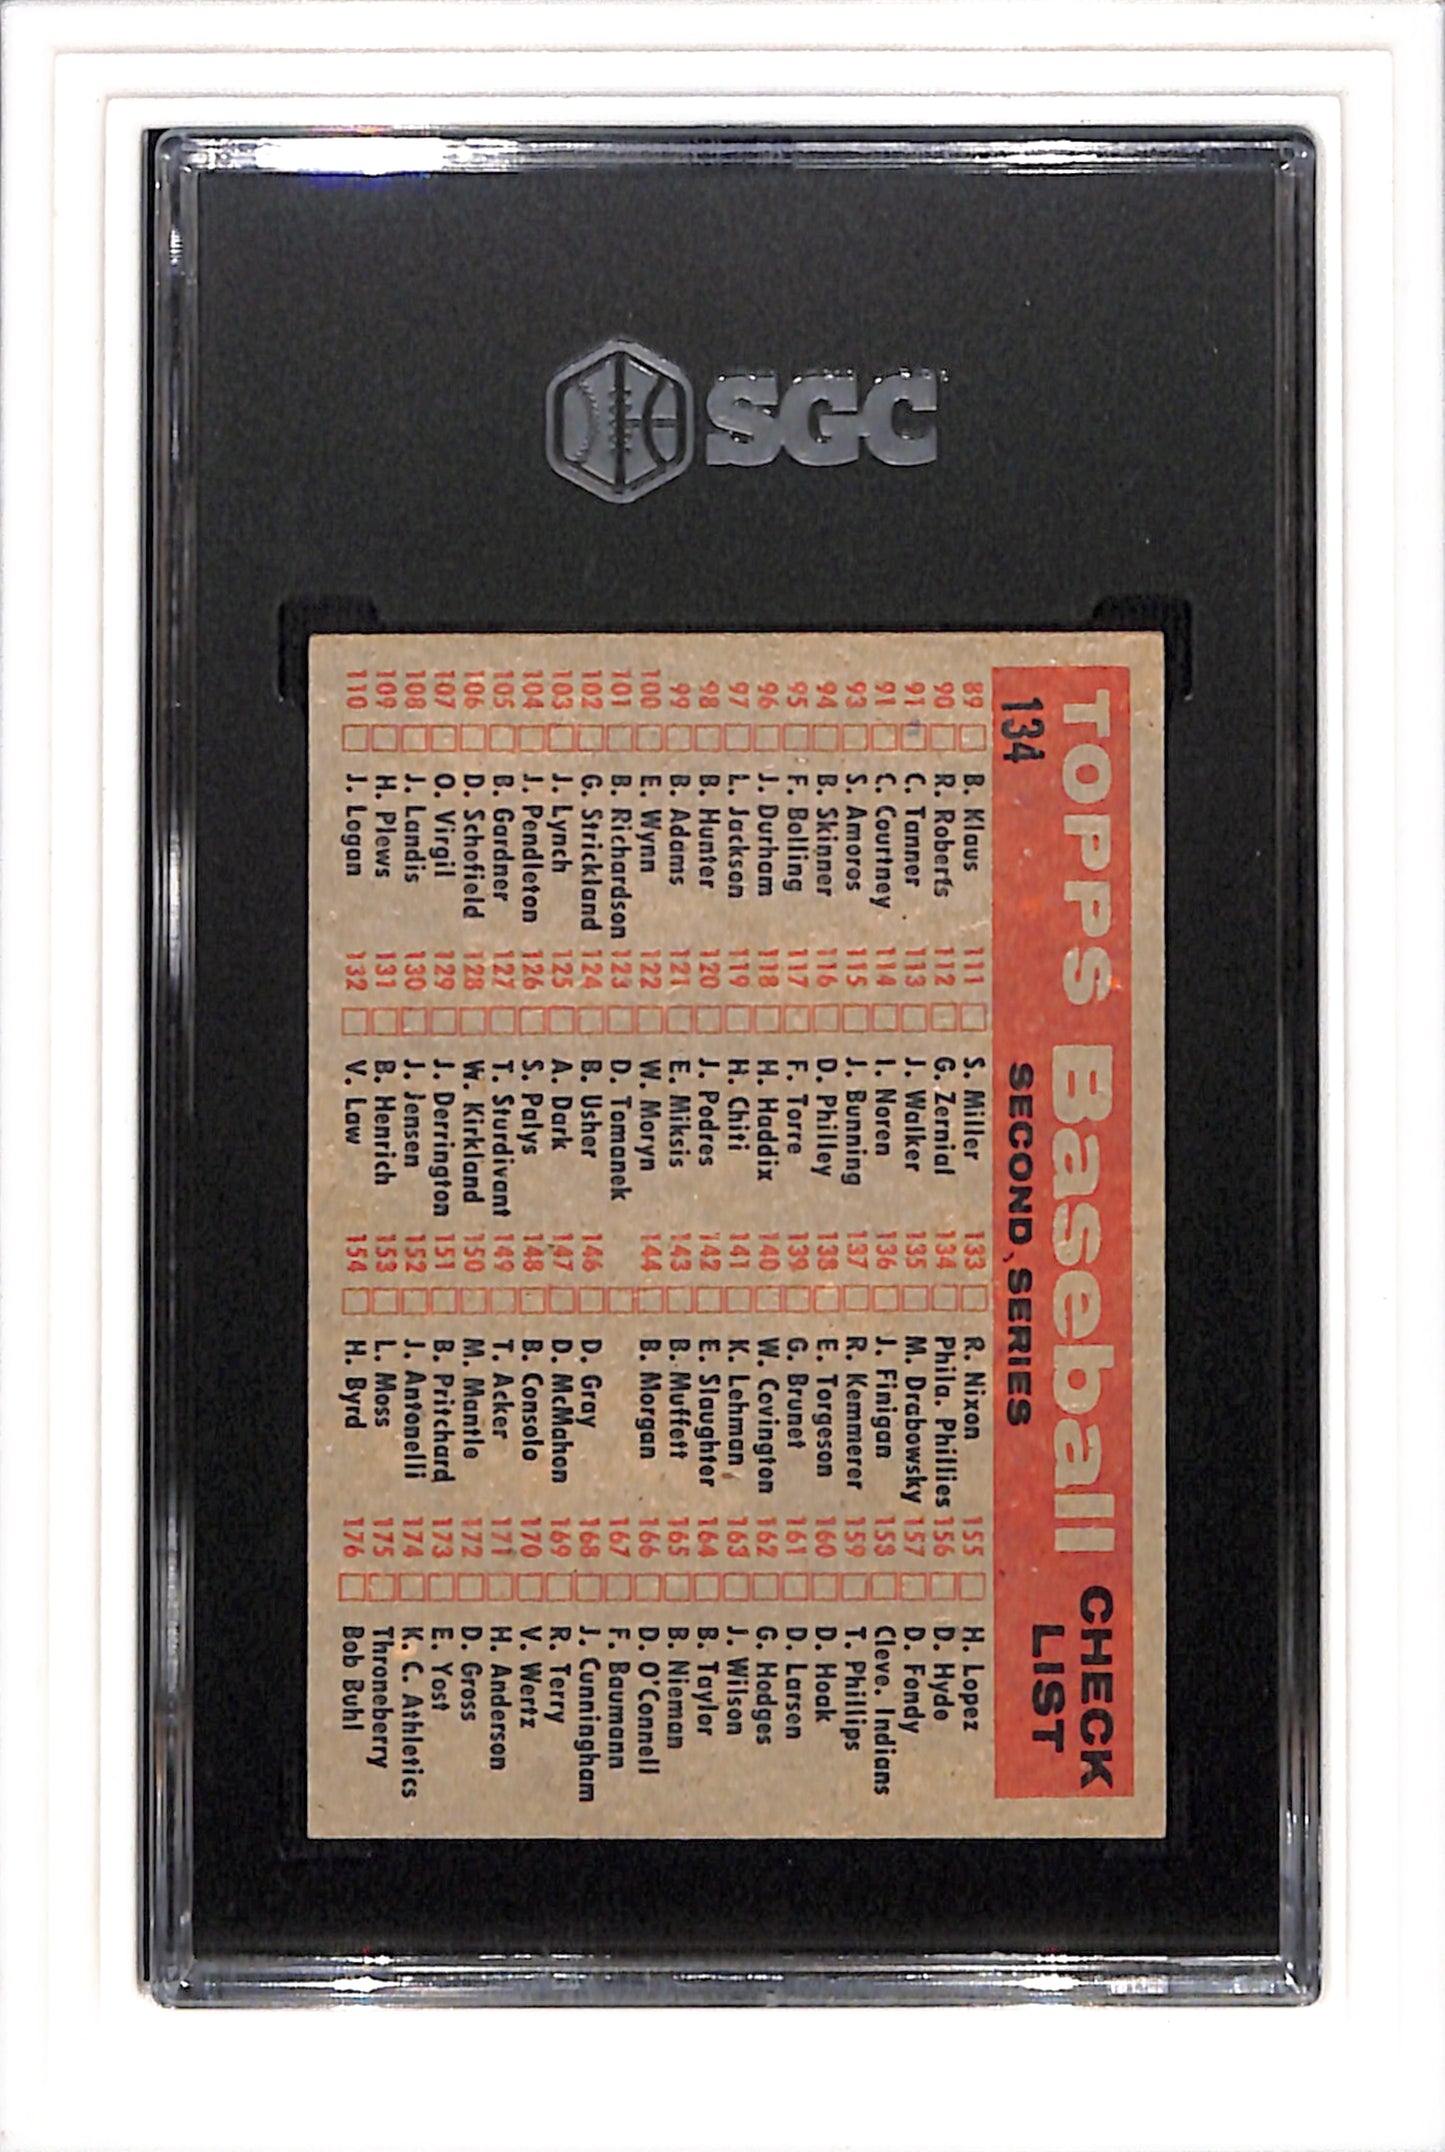 SGC
TOPPS Baseball CHECK LIST
134 SECOND SERIES
89 B. Klaus
90 R. Roberts
91 C. Tanner
91 C. Courtney
93 S. Amoros
94 B. Skinner
95 F. Bolling
96 J. Durham
97 L. Jackson
98 B. Hunter
99 B. Adams
100 E. Wynn
101 B. Richardson
102 G. Strickland
103 J. Lynch
104 J. Pendleton
105 B. Gardner
106 D. Schofield
107 O. Virgil
108 J. Landis
109 H. Plews
110 J. Logan
111 S. Miller
112 G. Zernial
113 J. Walker
114 I. Noren
115 J. Bunning
116 D. Philley
117 F. Torre
118 H. Haddix
119 H. Chiti
120 J. Podres
121 E. Miksis
122 W. Moryn
123 D. Tomanek
124 B. Usher
125 A. Dark
126 S. Palys
127 T. Sturdivant
128 W. Kirkland
129 J. Derrington
130 J. Jensen
131 B. Henrich
132 V. Law
133 R. Nixon
134 Phila. Phillies
135 M. Drabowsky
136 J. Finigan
137 R. Kemmerer
138 E. Torgeson
139 G. Brunet
140 W. Covington
141 K. Lehman
142 E. Slaughter
143 B. Muffett
144 B. Morgan
146 D. Gray
147 D. McMahon
148 B. Consolo
149 T. Acker
150 M. Mantle
151 B. Pritchard
152 J. Antonelli
153 L. Moss
154 H. Byrd
155 H. Lopez
156 D. Hyde
157 D. Fondy
158 Cleve. Indians
159 T. Phillips
160 D. Hoak
161 D. Larsen
162 G. Hodges
163 J. Wilson
164 B. Taylor
165 B. Nieman
166 D. O'Connell
167 F. Baumann
168 J. Cunningham
169 R. Terry
170 V. Wertz
171 H. Anderson
172 D. Gross
173 E. Yost
174 K. C. Athletics
175 Throneberry
176 Bob Buhl